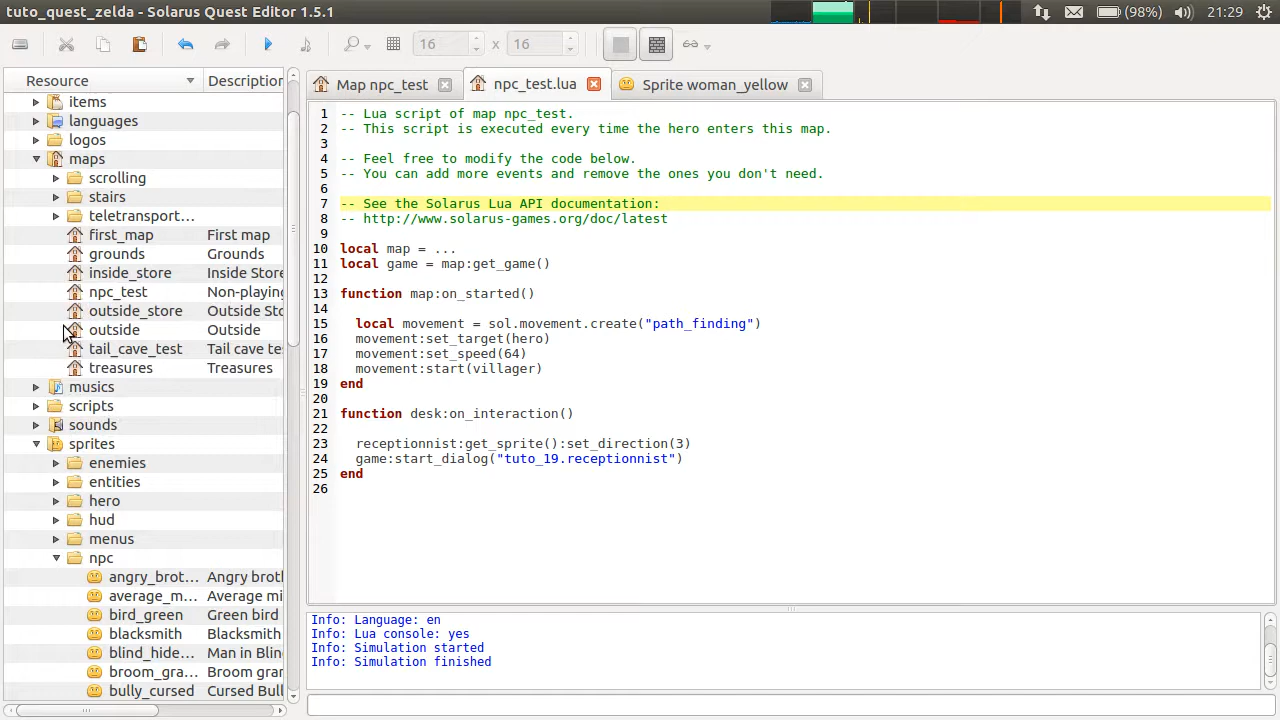 tuto_quest_zelda - Solarus Quest Editor 1.5.1
(98%)
21:29
16
x
16
Resource
Description
items
languages
logos
maps
scrolling
stairs
teletransport...
first_map First map
grounds Grounds
inside_store Inside Store
npc_test Non-playing
outside_store Outside Sto
outside Outside
tail_cave_test Tail cave te
treasures Treasures
musics
scripts
sounds
sprites
enemies
entities
hero
hud
menus
npc
angry_brot... Angry broth
average_m... Average mi
bird_green Green bird
blacksmith Blacksmith
blind_hide... Man in Blin
broom_gra... Broom gran
bully_cursed Cursed Bull
Map npc_test
npc_test.lua
Sprite woman_yellow
1 -- Lua script of map npc_test.
2 -- This script is executed every time the hero enters this map.
3
4 -- Feel free to modify the code below.
5 -- You can add more events and remove the ones you don't need.
6
7 -- See the Solarus Lua API documentation:
8 -- http://www.solarus-games.org/doc/latest
9
10 local map = ...
11 local game = map:get_game()
12
13 function map:on_started()
14
15 local movement = sol.movement.create("path_finding")
16 movement:set_target(hero)
17 movement:set_speed(64)
18 movement:start(villager)
19 end
20
21 function desk:on_interaction()
22
23 receptionnist:get_sprite():set_direction(3)
24 game:start_dialog("tuto_19.receptionnist")
25 end
26
Info: Language: en
Info: Lua console: yes
Info: Simulation started
Info: Simulation finished